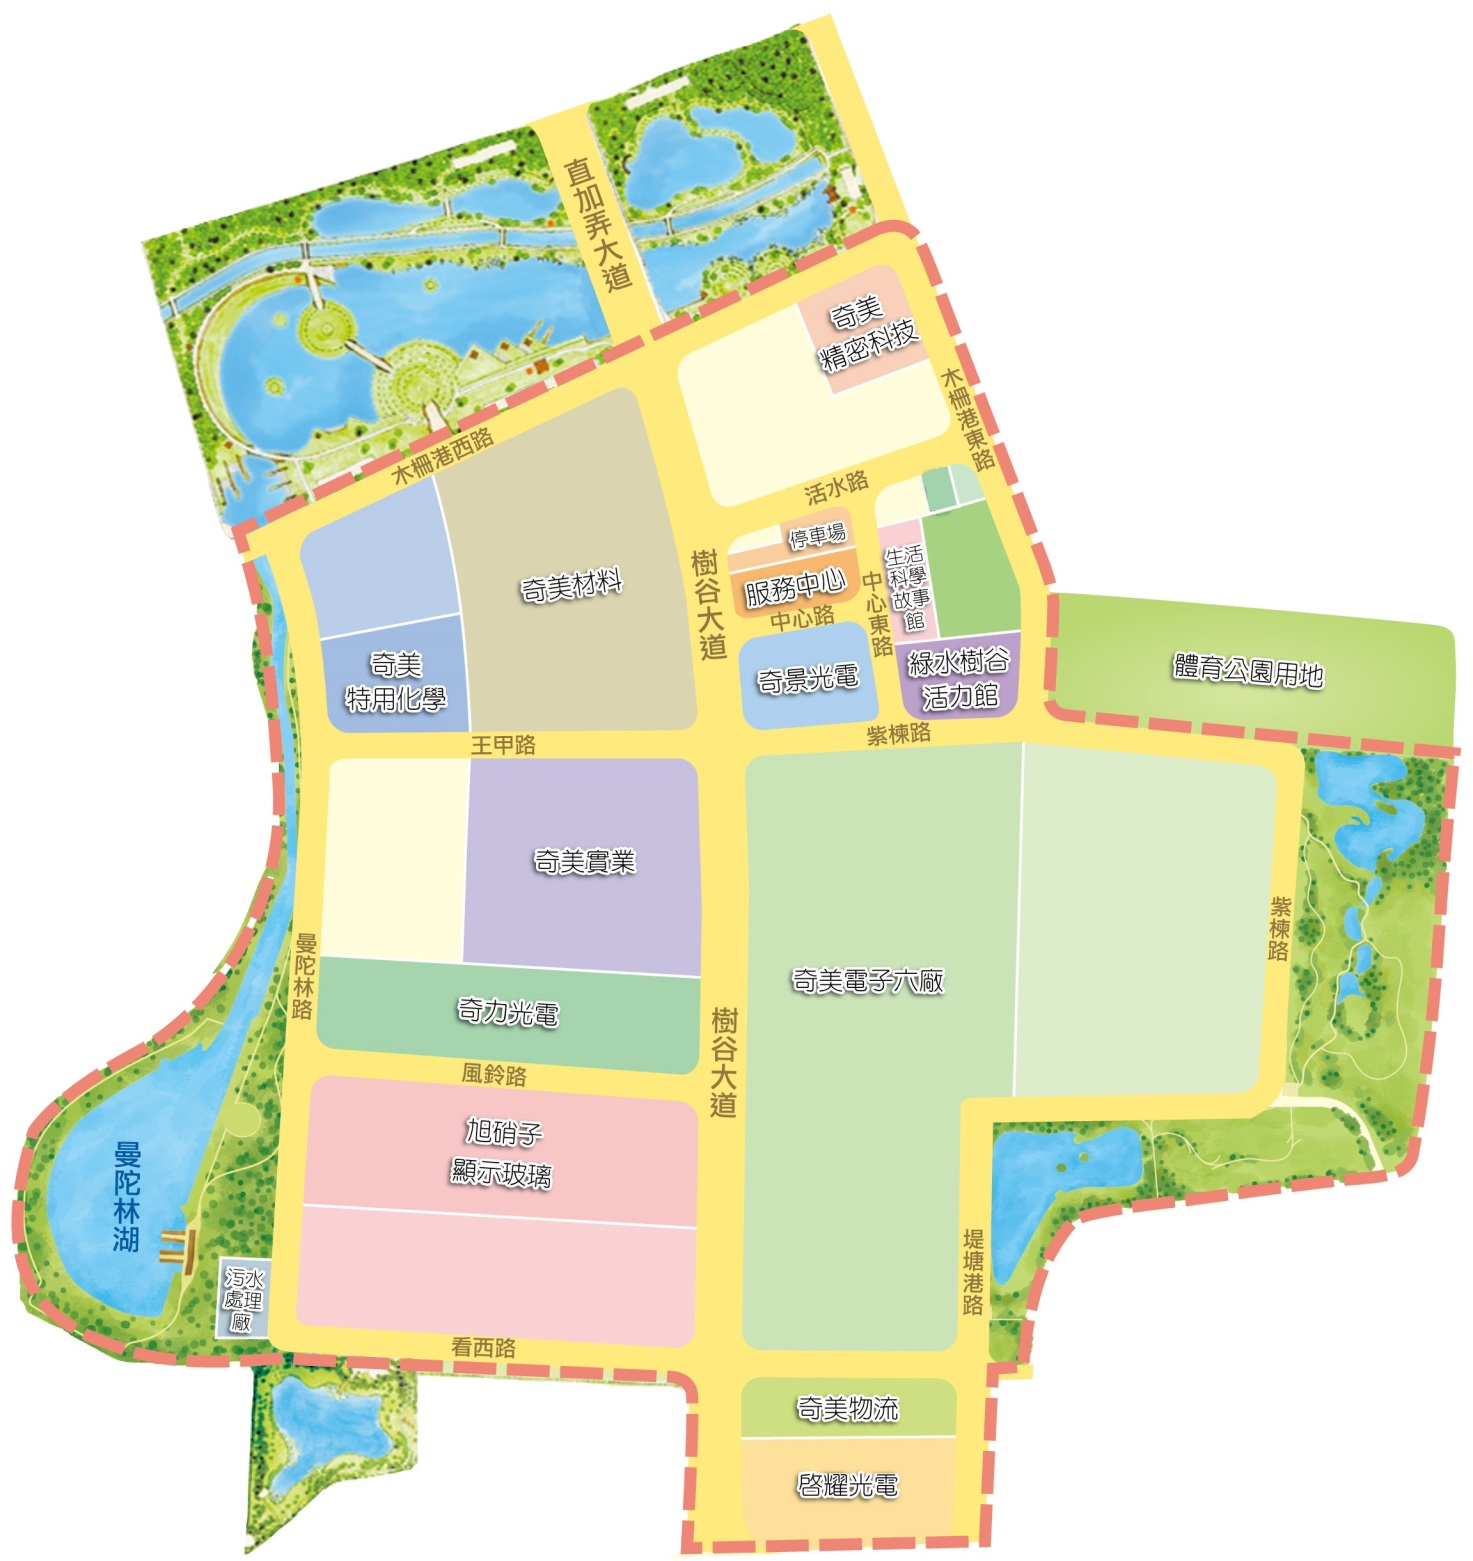 直加弄大道
奇美
精密科技
木柵港東路
木柵港西路
活水路
停車場
服務中心
中心路
中心東路
生活
科學
故事
館
樹谷大道
奇美材料
奇美
特用化學
奇景光電
綠水樹谷
活力館
體育公園用地
王甲路
紫楝路
奇美實業
奇美電子六廠
紫楝路
曼陀林路
奇力光電
樹谷大道
風鈴路
旭硝子
顯示玻璃
曼陀林湖
污水
處理
廠
堤塘港路
看西路
奇美物流
啓耀光電